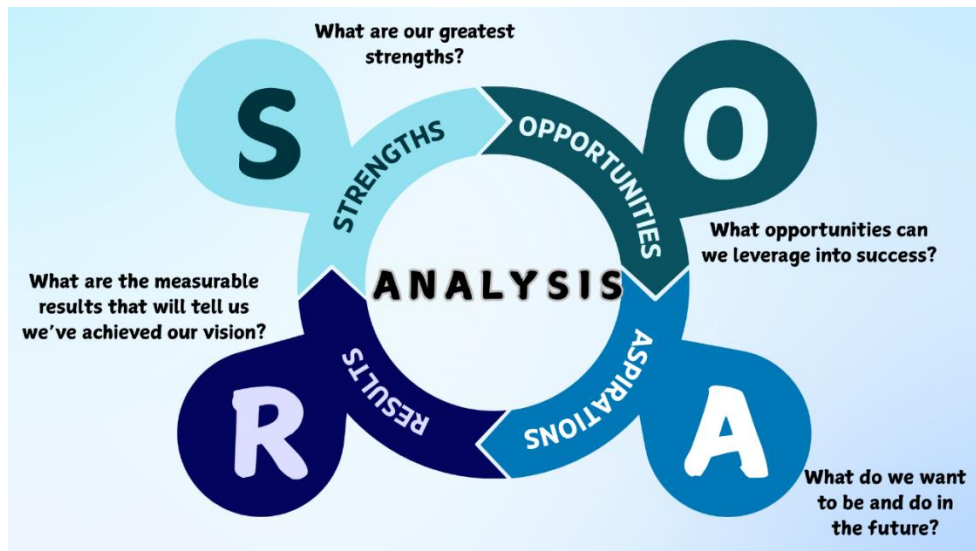 What are our greatest
strengths?
S
STRENGTHS
OPPORTUNITIES
O
What opportunities can
we leverage into success?
ANALYSIS
What are the measurable
results that will tell us
we've achieved our vision?
R
RESULTS
ASPIRATIONS
A
What do we want
to be and do in
the future?